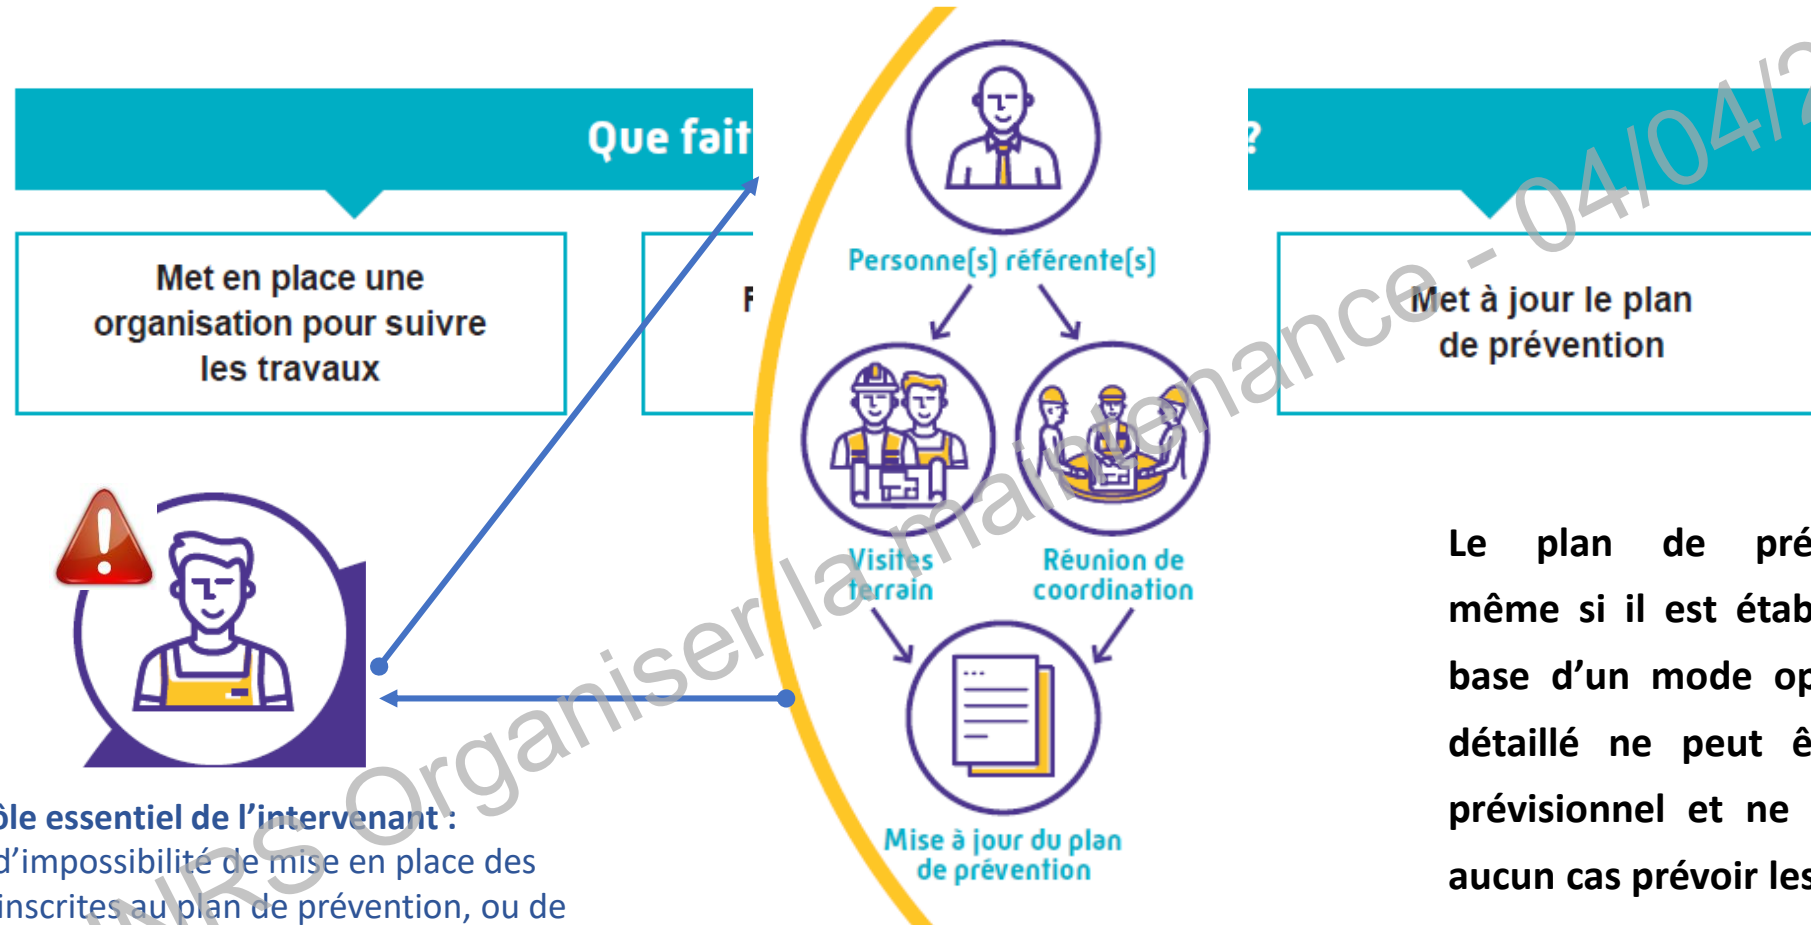 Que fait
?
Met en place une
organisation pour suivre
les travaux
F
Met à jour le plan
de prévention
Personne(s) référente(s)
Visites
terrain
Réunion de
coordination
Mise à jour du plan
de prévention
Le plan de pré
même si il est étab
base d’un mode op
détaillé ne peut ê
prévisionnel et ne
aucun cas prévoir les
ôle essentiel de l’intervenant :
d’impossibilité de mise en place des
inscrites au plan de prévention, ou de
INRS Organiser la maintenance - 04/04/2